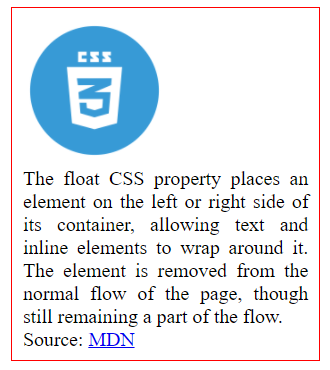 CSS
3
The float CSS property places an
element on the left or right side of
its container, allowing text and
inline elements to wrap around it.
The element is removed from the
normal flow of the page, though
still remaining a part of the flow.
Source: MDN